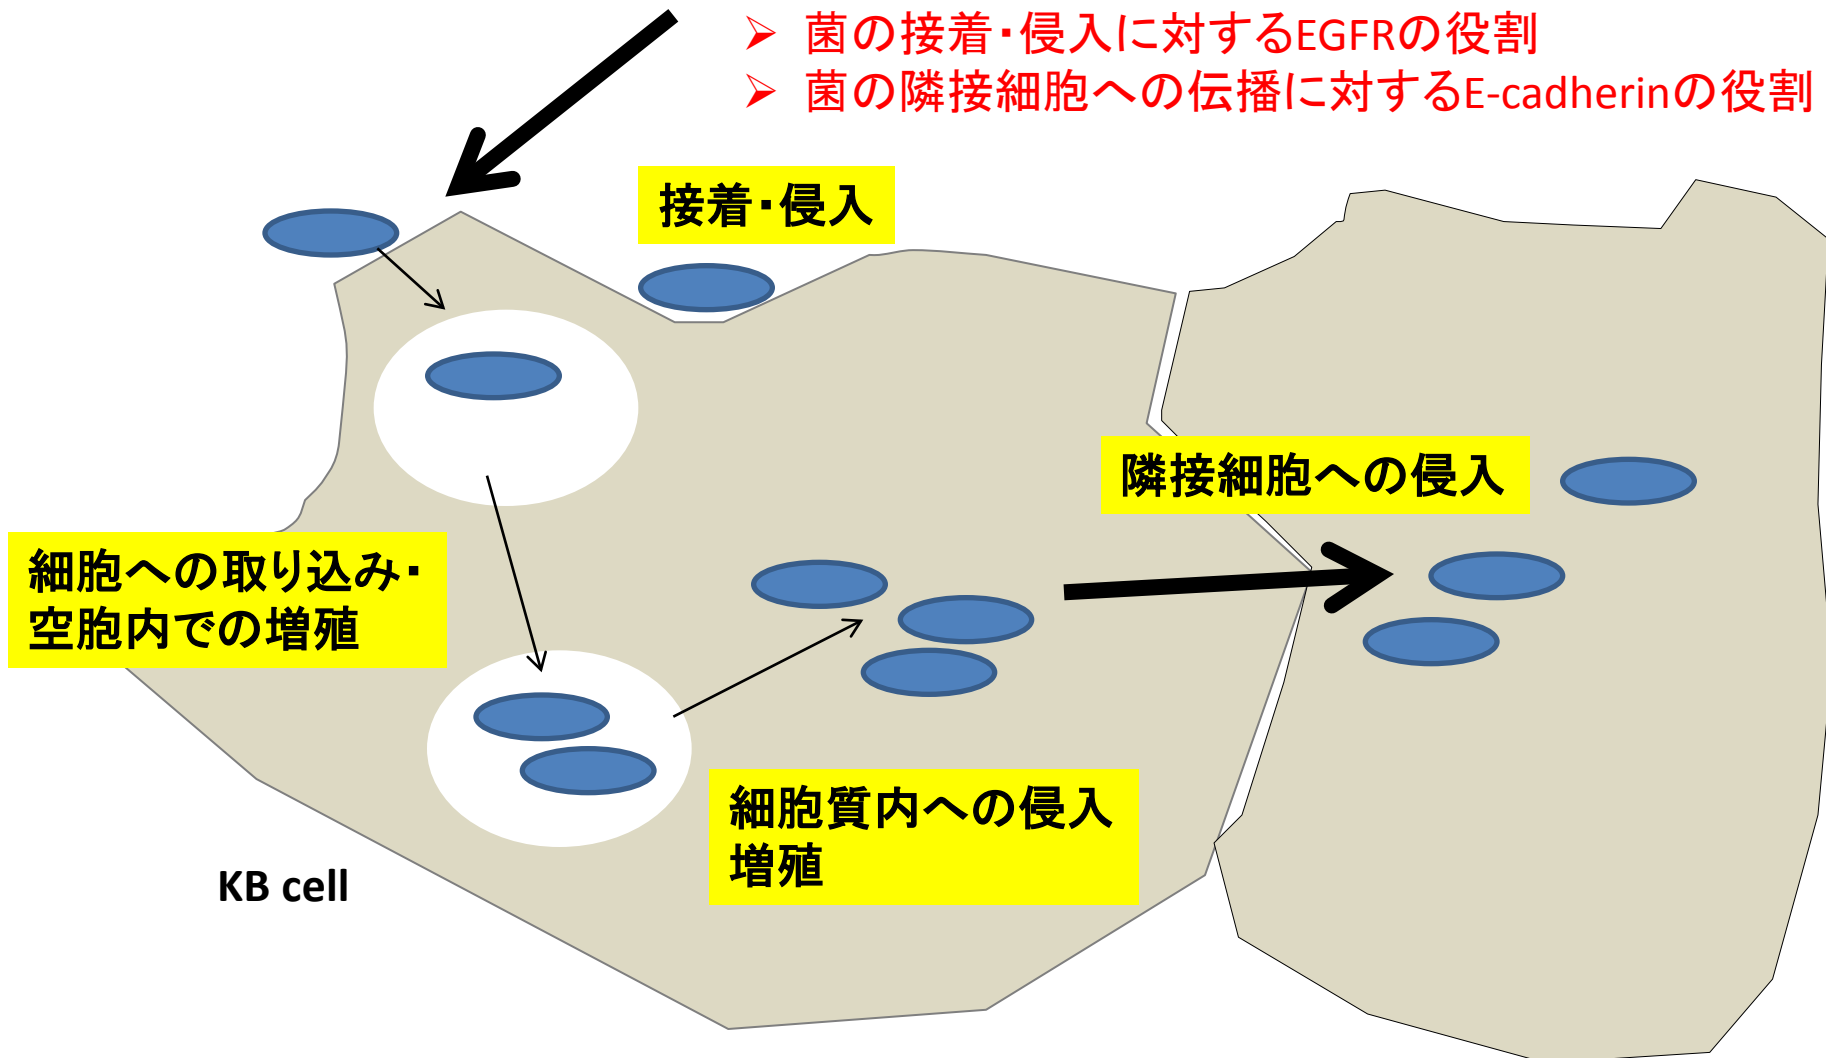 ➢ 菌の接着・侵入に対するEGFRの役割
➢ 菌の隣接細胞への伝播に対するE-cadherinの役割
接着・侵入
隣接細胞への侵入
細胞への取り込み・
空胞内での増殖
細胞質内への侵入
増殖
KB cell